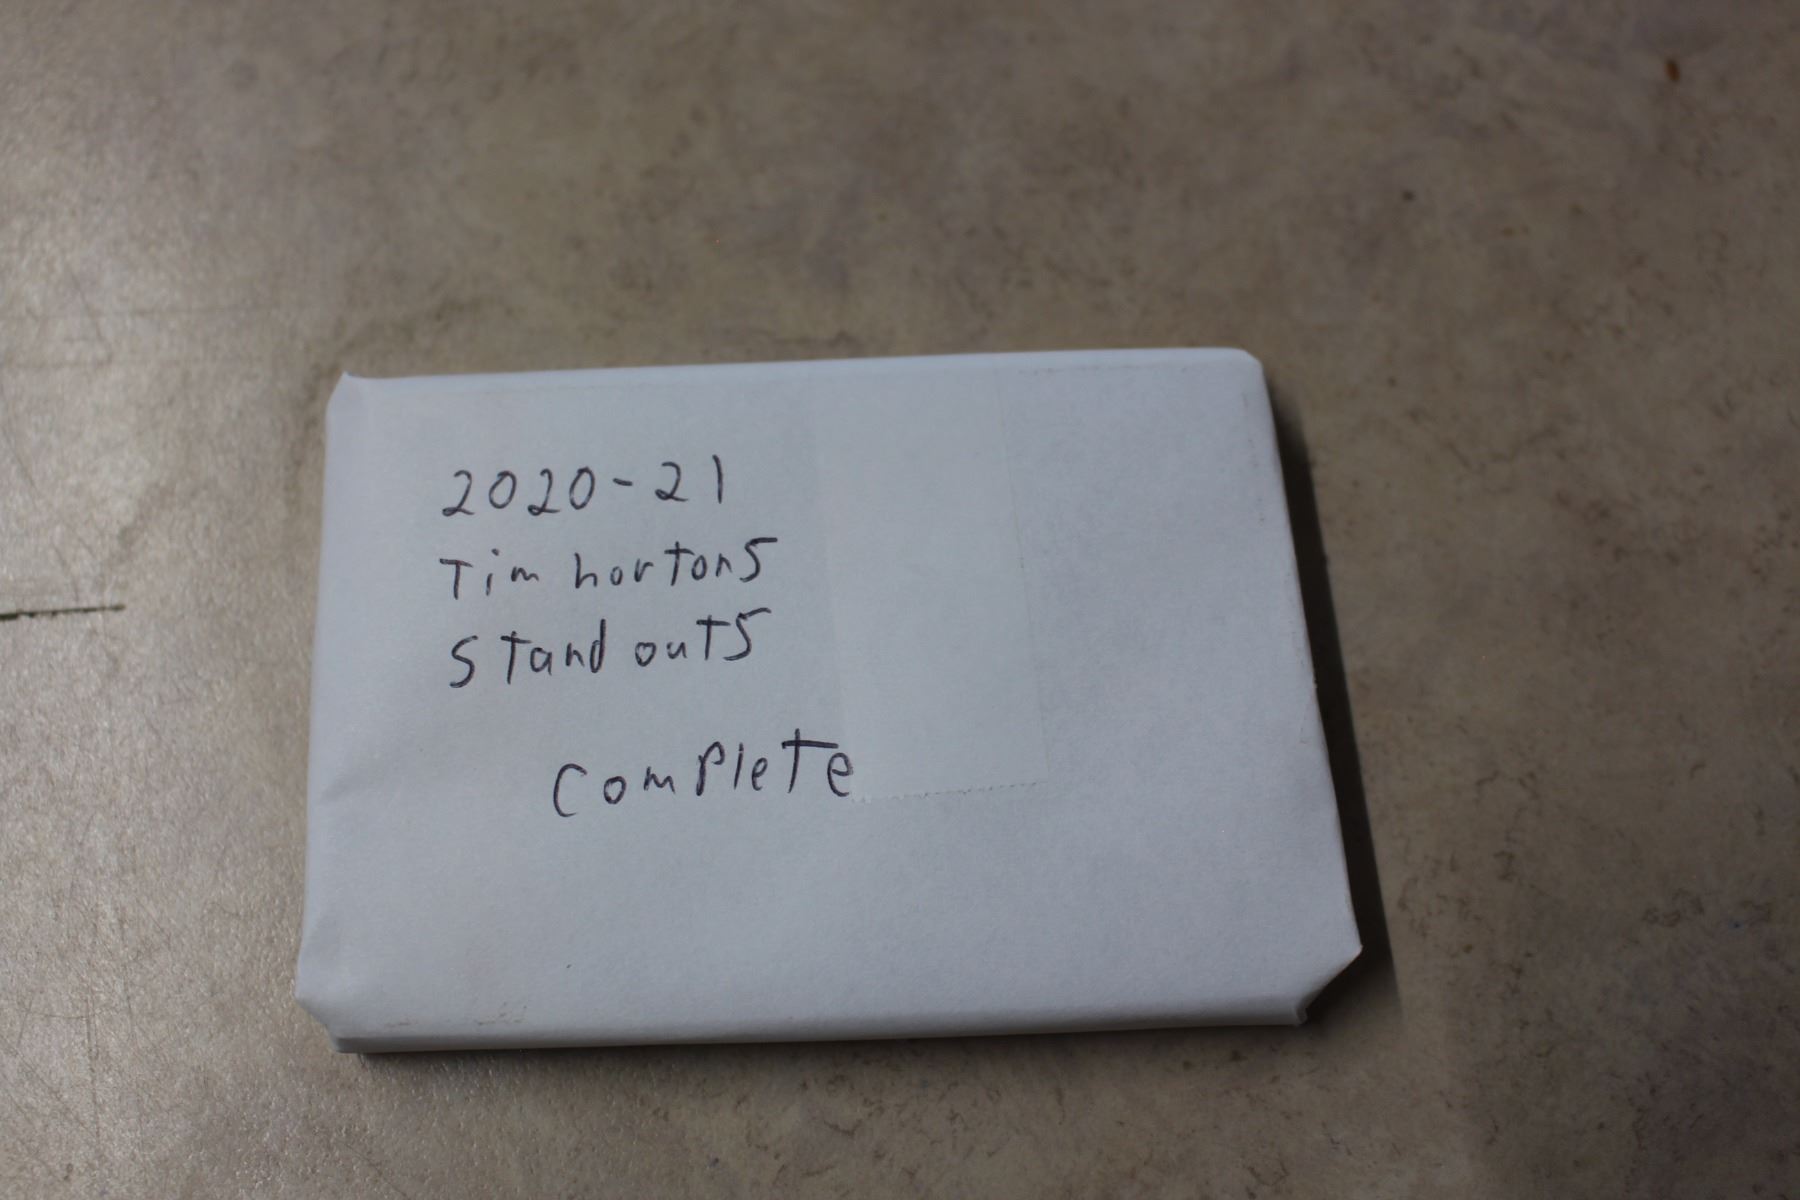 2020-21
Tim hortons
Stand outs
Complete